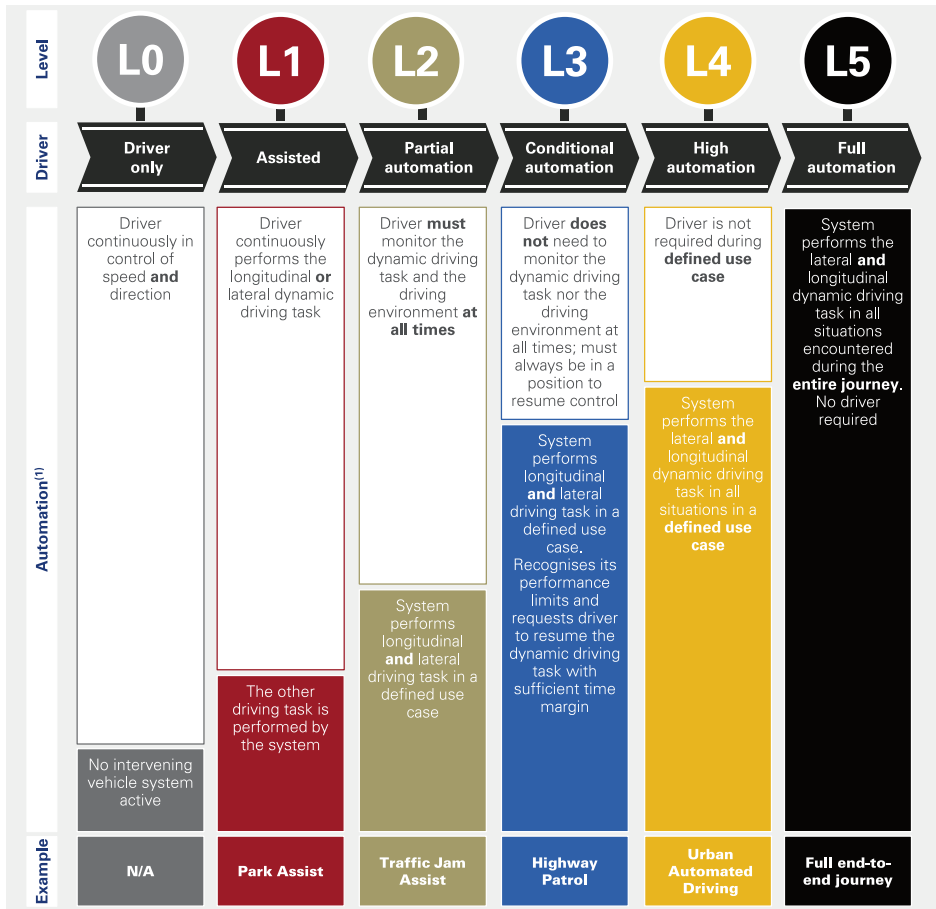 Level
L0
L1
L2
L3
L4
L5
Driver
Driver
only
Assisted
Partial
automation
Conditional
automation
High
automation
Full
automation
Automation(1)
Driver
continuously in
control of
speed and
direction
No intervening
vehicle system
active
Driver
continuously
performs the
longitudinal or
lateral dynamic
driving task
The other
driving task is
performed by
the system
Driver must
monitor the
dynamic driving
task and the
driving
environment at
all times
System
performs
longitudinal
and lateral
driving task in a
defined use
case
Driver does
not need to
monitor the
dynamic driving
task nor the
driving
environment at
all times; must
always be in a
position to
resume control
System
performs
longitudinal
and lateral
driving task in a
defined use
case.
Recognises its
performance
limits and
requests driver
to resume the
dynamic driving
task with
sufficient time
margin
Driver is not
required during
defined use
case
System
performs the
lateral and
longitudinal
dynamic driving
task in all
situations in a
defined use
case
System
performs the
lateral and
longitudinal
dynamic driving
task in all
situations
encountered
during the
entire journey.
No driver
required
Example
N/A
Park Assist
Traffic Jam
Assist
Highway
Patrol
Urban
Automated
Driving
Full end-to-
end journey